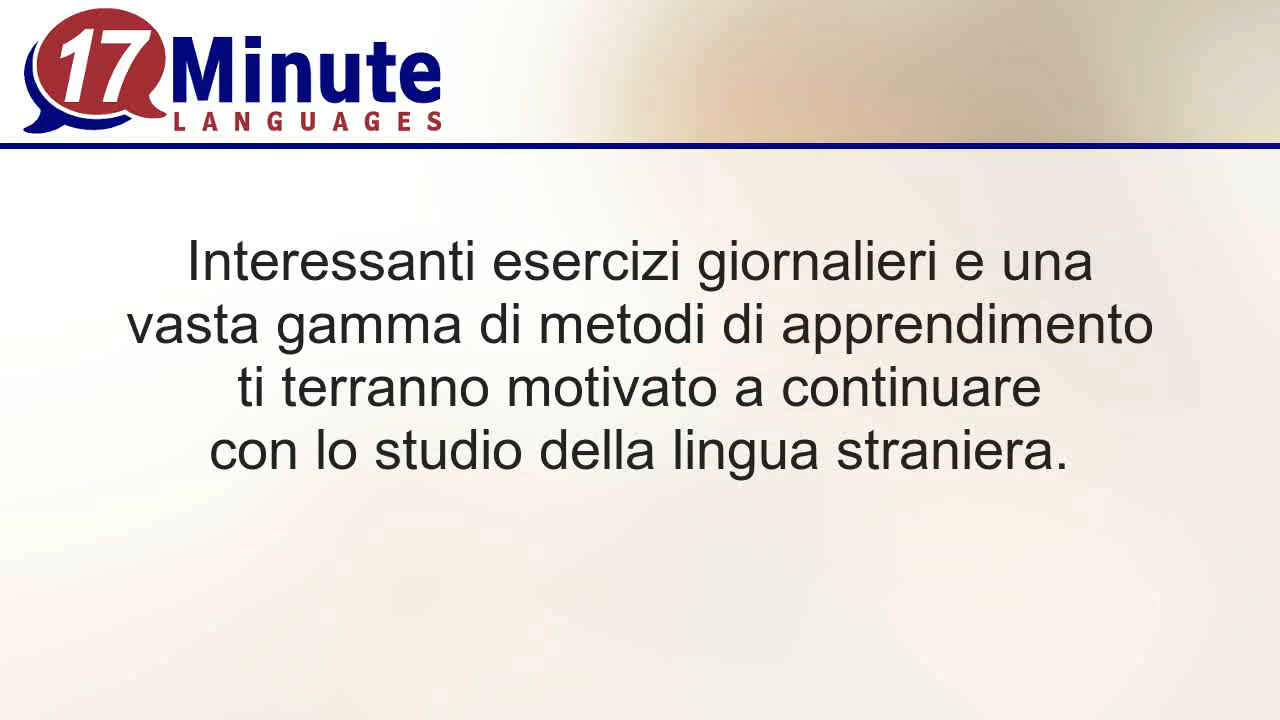 17 Minute
LANGUAGES
Interessanti esercizi giornalieri e una
vasta gamma di metodi di apprendimento
ti terranno motivato a continuare
con lo studio della lingua straniera.